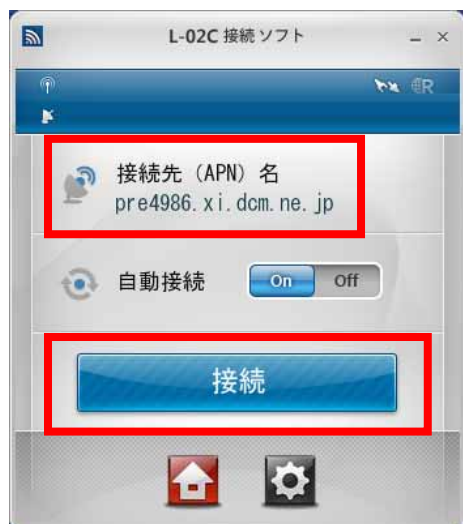 L-02C 接続ソフト
R
接続先（APN）名
pre4986.xi.dcm.ne.jp
自動接続 On Off
接続